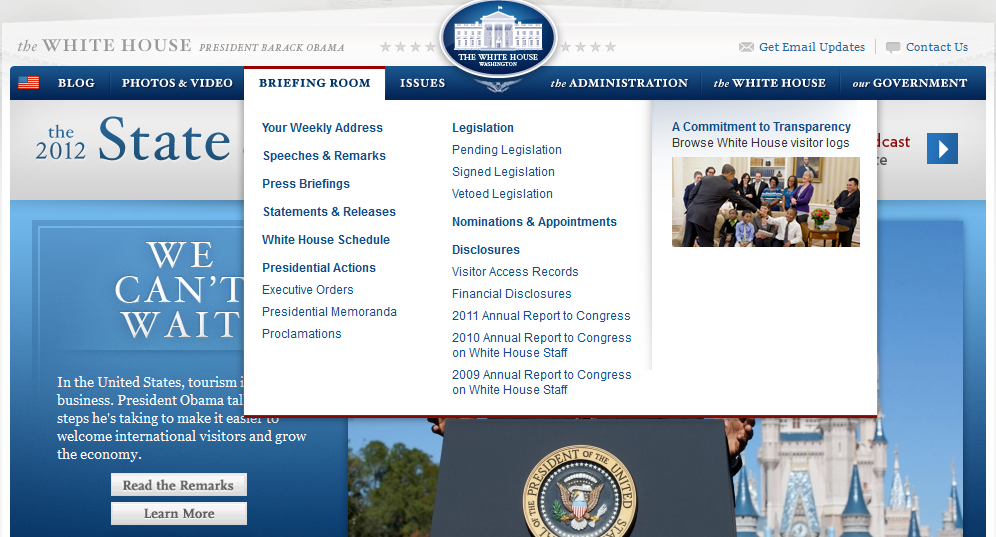 the WHITE HOUSE PRESIDENT BARACK OBAMA
THE WHITE HOUSE
WASHINGTON
Get Email Updates
Contact Us
BLOG
PHOTOS & VIDEO
BRIEFING ROOM
ISSUES
the ADMINISTRATION
the WHITE HOUSE
our GOVERNMENT
the
2012 State
Your Weekly Address
Speeches & Remarks
Press Briefings
Statements & Releases
White House Schedule
Presidential Actions
Executive Orders
Presidential Memoranda
Proclamations
Legislation
Pending Legislation
Signed Legislation
Vetoed Legislation
Nominations & Appointments
Disclosures
Visitor Access Records
Financial Disclosures
2011 Annual Report to Congress
2010 Annual Report to Congress
on White House Staff
2009 Annual Report to Congress
on White House Staff
A Commitment to Transparency
Browse White House visitor logs
WE
CAN'T
WAIT
In the United States, tourism
business. President Obama
steps he's taking to make it easier to
welcome international visitors and grow
the economy.
Read the Remarks
Learn More
SEAL OF THE PRESIDENT OF THE UNITED